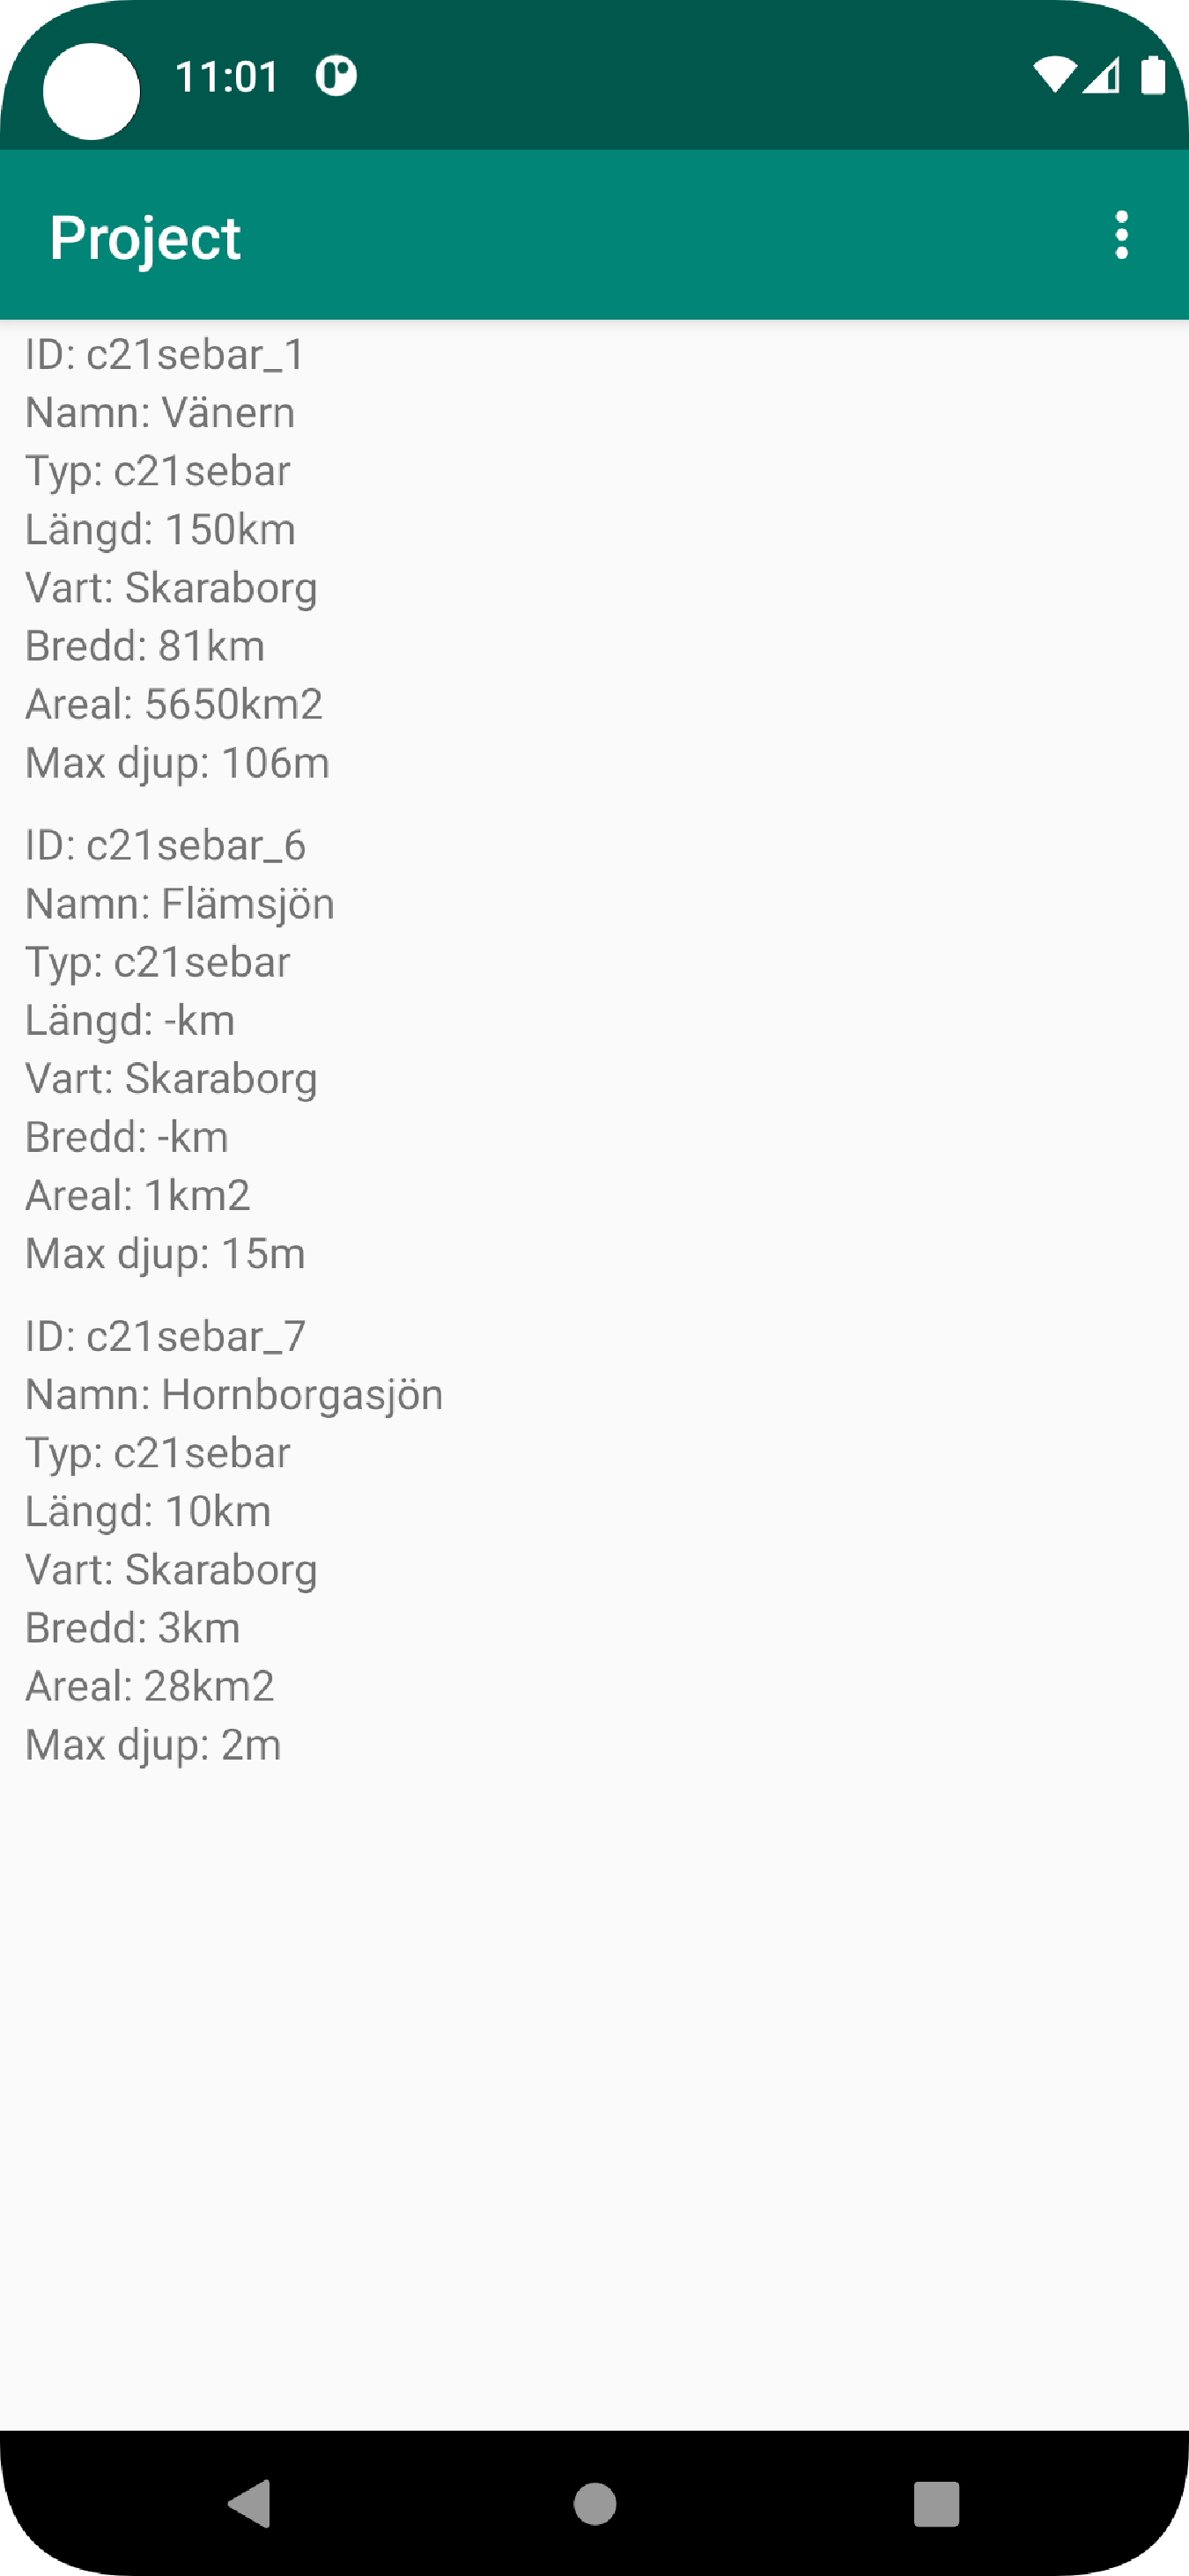 11:01
Project
ID: c21sebar_1
Namn: Vänern
Typ: c21sebar
Längd: 150km
Vart: Skaraborg
Bredd: 81km
Areal: 5650km2
Max djup: 106m
ID: c21sebar_6
Namn: Flämsjön
Typ: c21sebar
Längd: -km
Vart: Skaraborg
Bredd: -km
Areal: 1km2
Max djup: 15m
ID: c21sebar_7
Namn: Hornborgasjön
Typ: c21sebar
Längd: 10km
Vart: Skaraborg
Bredd: 3km
Areal: 28km2
Max djup: 2m